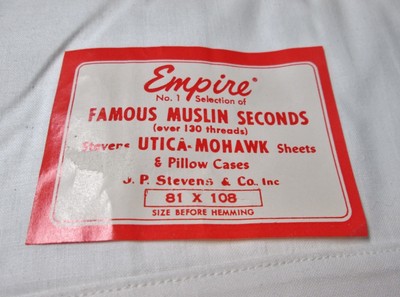 Empire®
No. 1 Selection of
FAMOUS MUSLIN SECONDS
(over 130 threads)
Stevens UTICA-MOHAWK Sheets
& Pillow Cases
J. P. Stevens & Co. Inc
81 X 108
SIZE BEFORE HEMMING